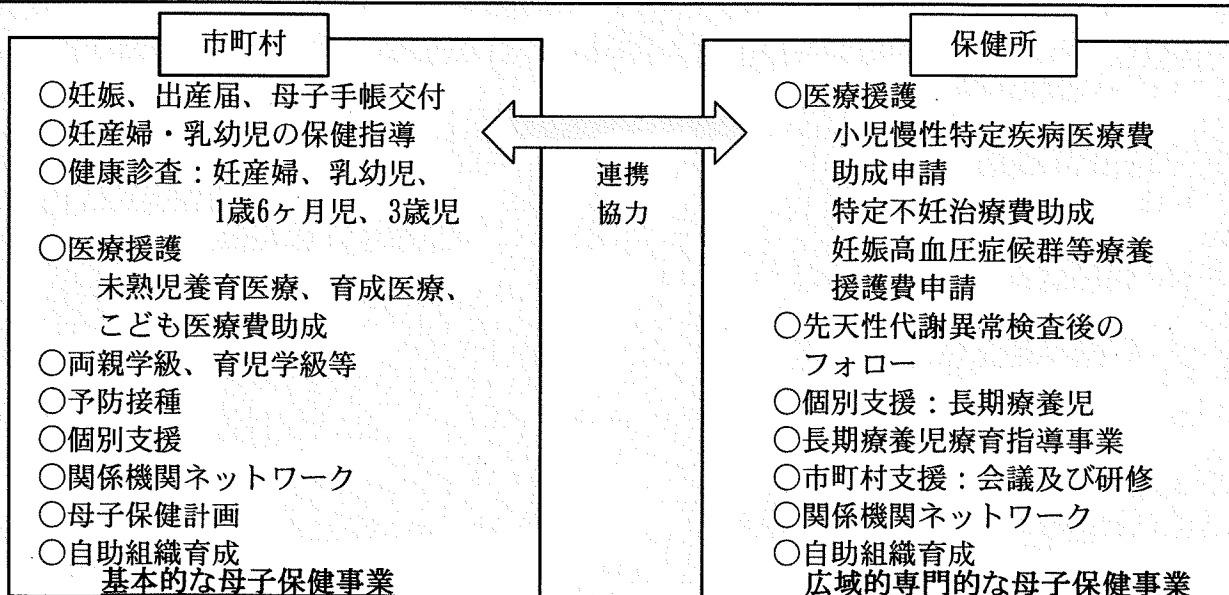 市町村
○妊娠、出産届、母子手帳交付
○妊産婦・乳幼児の保健指導
○健康診査：妊産婦、乳幼児、
1歳6ヶ月児、3歳児
○医療援護
未熟児養育医療、育成医療、
こども医療費助成
○両親学級、育児学級等
○予防接種
○個別支援
○関係機関ネットワーク
○母子保健計画
○自助組織育成
基本的な母子保健事業
連携
協力
保健所
○医療援護
小児慢性特定疾病医療費
助成申請
特定不妊治療費助成
妊娠高血圧症候群等療養
援護費申請
○先天性代謝異常検査後の
フォロー
○個別支援：長期療養児
○長期療養児療育指導事業
○市町村支援：会議及び研修
○関係機関ネットワーク
○自助組織育成
広域的専門的な母子保健事業